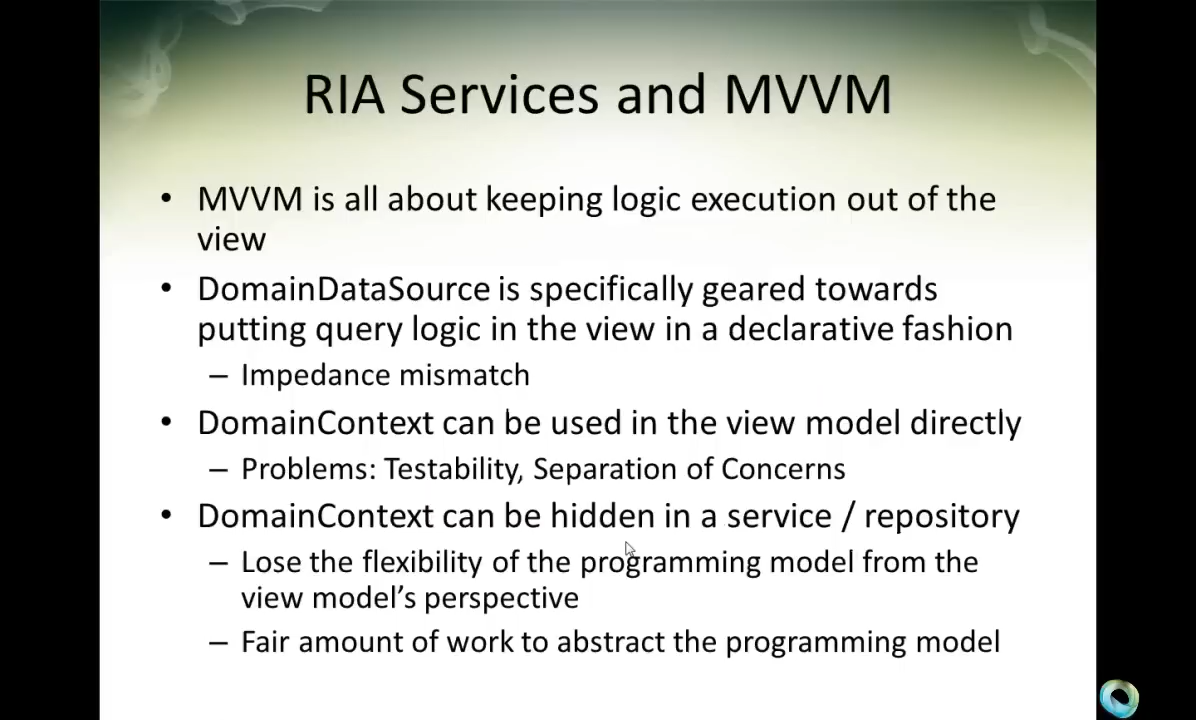 RIA Services and MVVM
• MVVM is all about keeping logic execution out of the
view
• DomainDataSource is specifically geared towards
putting query logic in the view in a declarative fashion
– Impedance mismatch
• DomainContext can be used in the view model directly
– Problems: Testability, Separation of Concerns
• DomainContext can be hidden in a service / repository
– Lose the flexibility of the programming model from the
view model’s perspective
– Fair amount of work to abstract the programming model